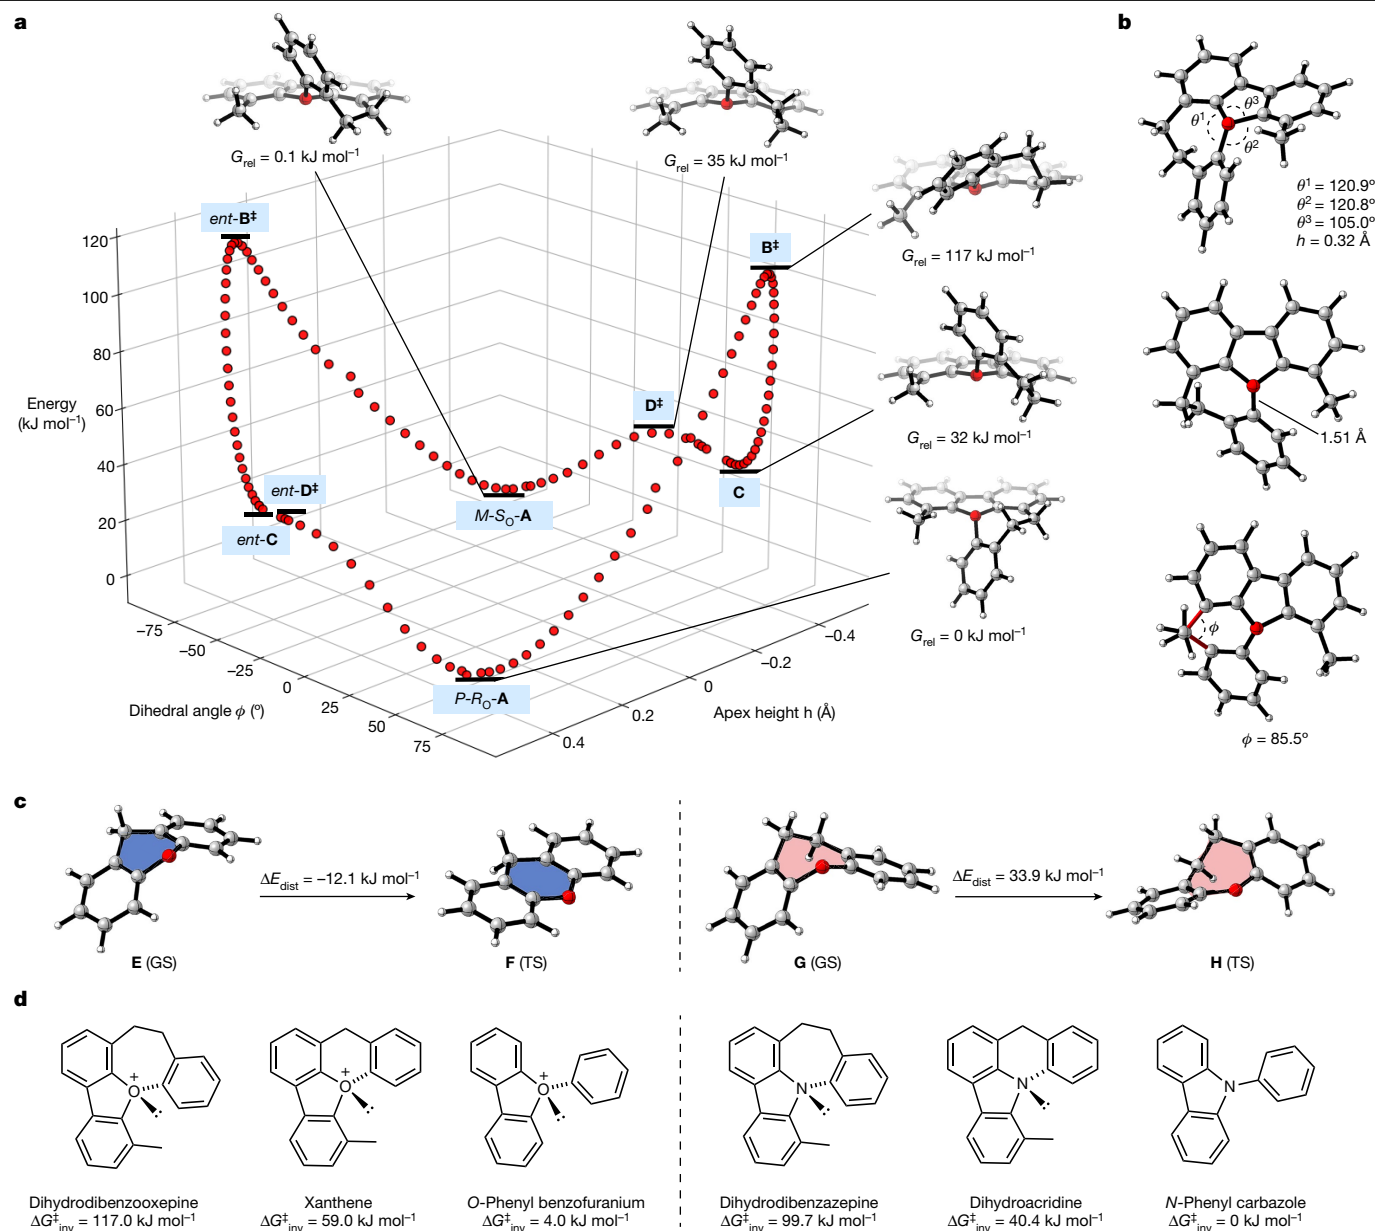 a
b
G_rel = 0.1 kJ mol⁻¹
G_rel = 35 kJ mol⁻¹
G_rel = 117 kJ mol⁻¹
G_rel = 32 kJ mol⁻¹
G_rel = 0 kJ mol⁻¹
ent-B‡
B‡
D‡
C
M-S_O-A
ent-D‡
ent-C
P-R_O-A
Energy
(kJ mol⁻¹)
120
100
80
60
40
20
0
−75
−50
−25
0
25
50
75
Dihedral angle ϕ (º)
−0.4
−0.2
0
0.2
0.4
Apex height h (Å)
θ¹
θ³
θ²
θ¹ = 120.9º
θ² = 120.8º
θ³ = 105.0º
h = 0.32 Å
1.51 Å
ϕ
ϕ = 85.5º
c
ΔE_dist = −12.1 kJ mol⁻¹
ΔE_dist = 33.9 kJ mol⁻¹
E (GS)
F (TS)
G (GS)
H (TS)
d
O +
O +
O +
N
N
N
Dihydrodibenzooxepine
ΔG‡_inv = 117.0 kJ mol⁻¹
Xanthene
ΔG‡_inv = 59.0 kJ mol⁻¹
O-Phenyl benzofuranium
ΔG‡_inv = 4.0 kJ mol⁻¹
Dihydrodibenzazepine
ΔG‡_inv = 99.7 kJ mol⁻¹
Dihydroacridine
ΔG‡_inv = 40.4 kJ mol⁻¹
N-Phenyl carbazole
ΔG‡_inv = 0 kJ mol⁻¹